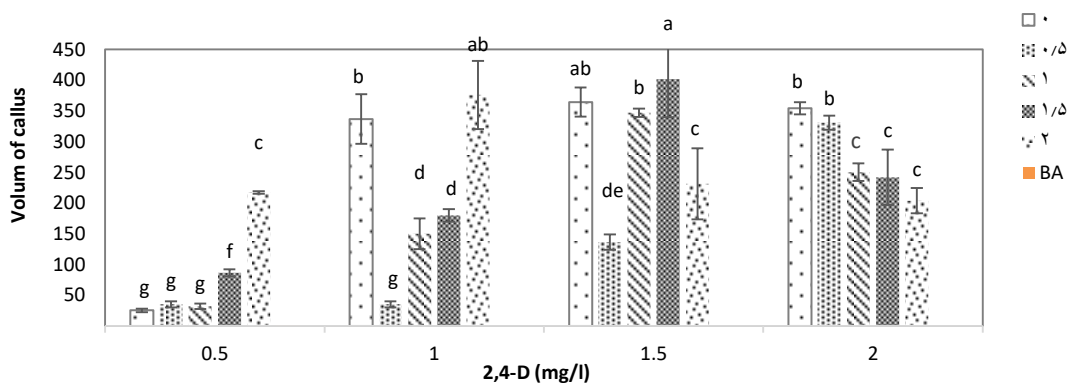 Volum of callus
450
400
350
300
250
200
150
100
50
g
g
g
f
c
b
g
d
d
ab
ab
de
b
a
c
b
b
c
c
c
0.5
1
1.5
2
2,4-D (mg/l)
۰
۰/۵
۱
۱/۵
۲
BA